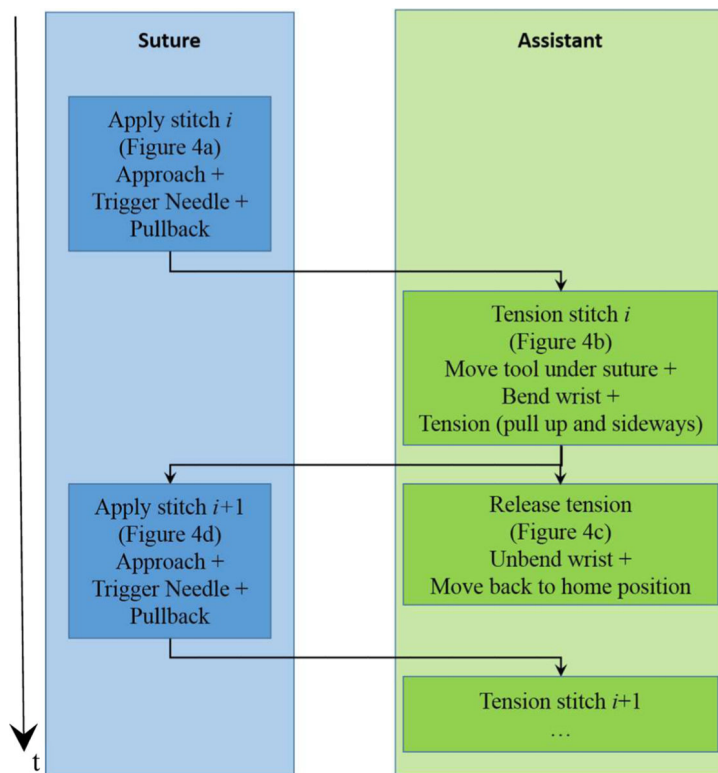 Suture
Assistant
Apply stitch i
(Figure 4a)
Approach +
Trigger Needle +
Pullback
Tension stitch i
(Figure 4b)
Move tool under suture +
Bend wrist +
Tension (pull up and sideways)
Apply stitch i+1
(Figure 4d)
Approach +
Trigger Needle +
Pullback
Release tension
(Figure 4c)
Unbend wrist +
Move back to home position
Tension stitch i+1
…
t